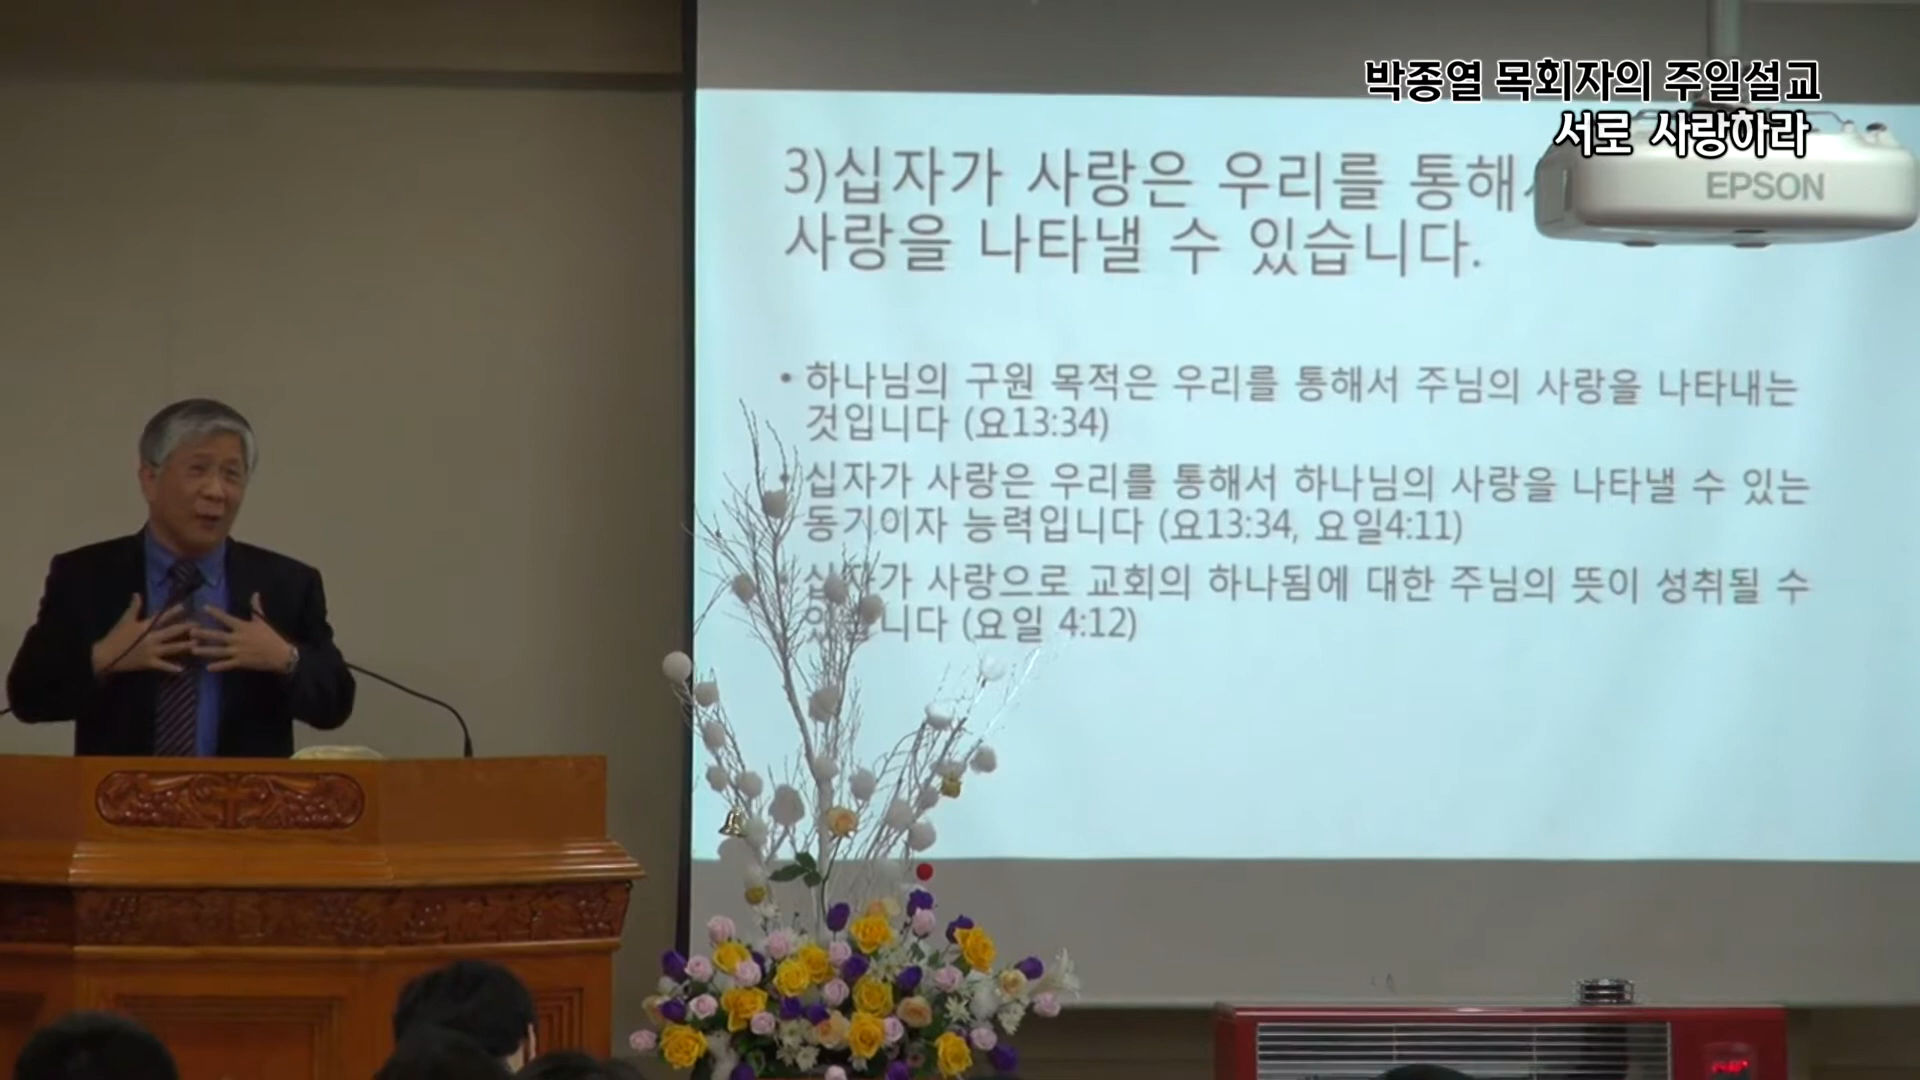 박종열 목회자의 주일설교
서로 사랑하라
EPSON
3)십자가 사랑은 우리를 통해서
사랑을 나타낼 수 있습니다.
• 하나님의 구원 목적은 우리를 통해서 주님의 사랑을 나타내는
것입니다 (요13:34)
• 십자가 사랑은 우리를 통해서 하나님의 사랑을 나타낼 수 있는
동기이자 능력입니다 (요13:34, 요일4:11)
• 십자가 사랑으로 교회의 하나됨에 대한 주님의 뜻이 성취될 수
있습니다 (요일 4:12)